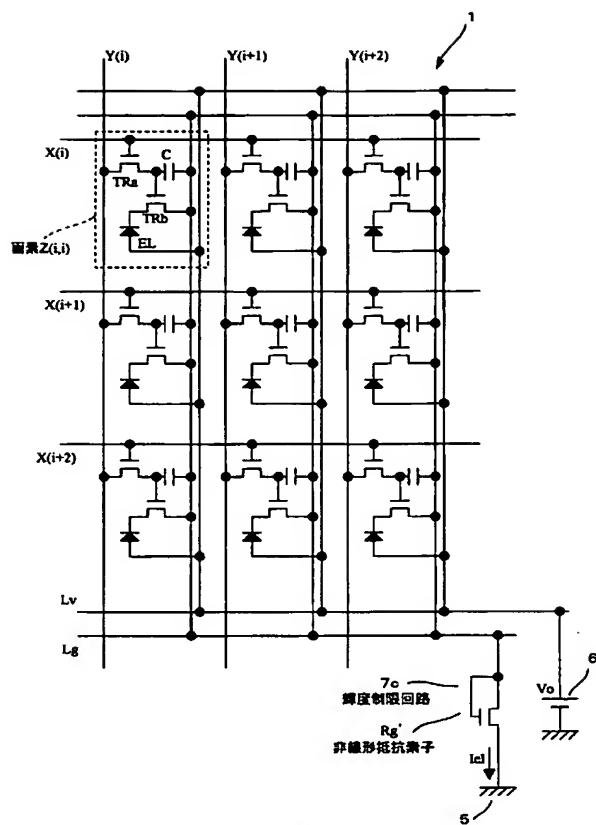 1
Y(i) Y(i+1) Y(i+2)
X(i)
C
TRa
TRb
画素Z(i,i)
EL
X(i+1)
X(i+2)
Lv
Lg
7c
輝度制限回路
Rg'
非線形抵抗素子
Vo
6
Icl
5